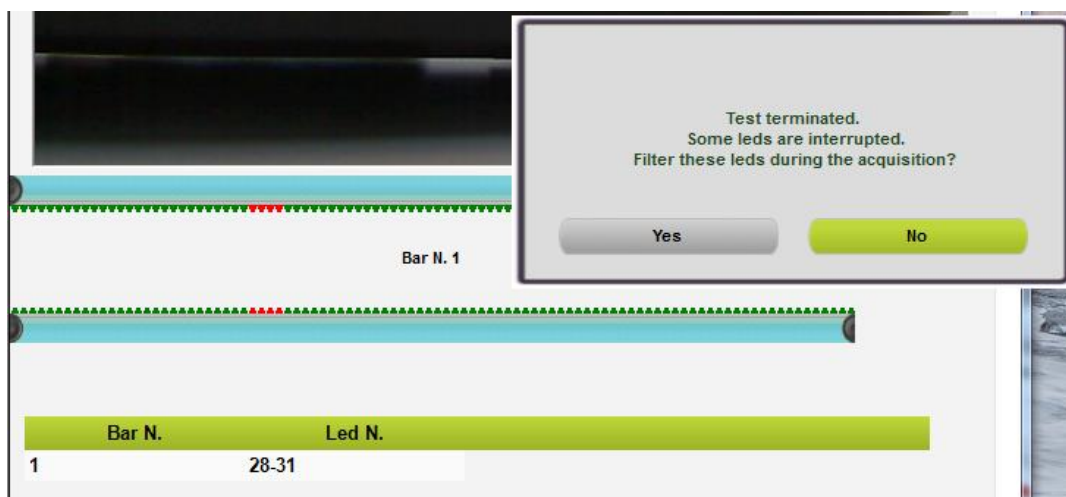 Test terminated.
Some leds are interrupted.
Filter these leds during the acquisition?
Yes No
Bar N. 1
Bar N. Led N.
1 28-31